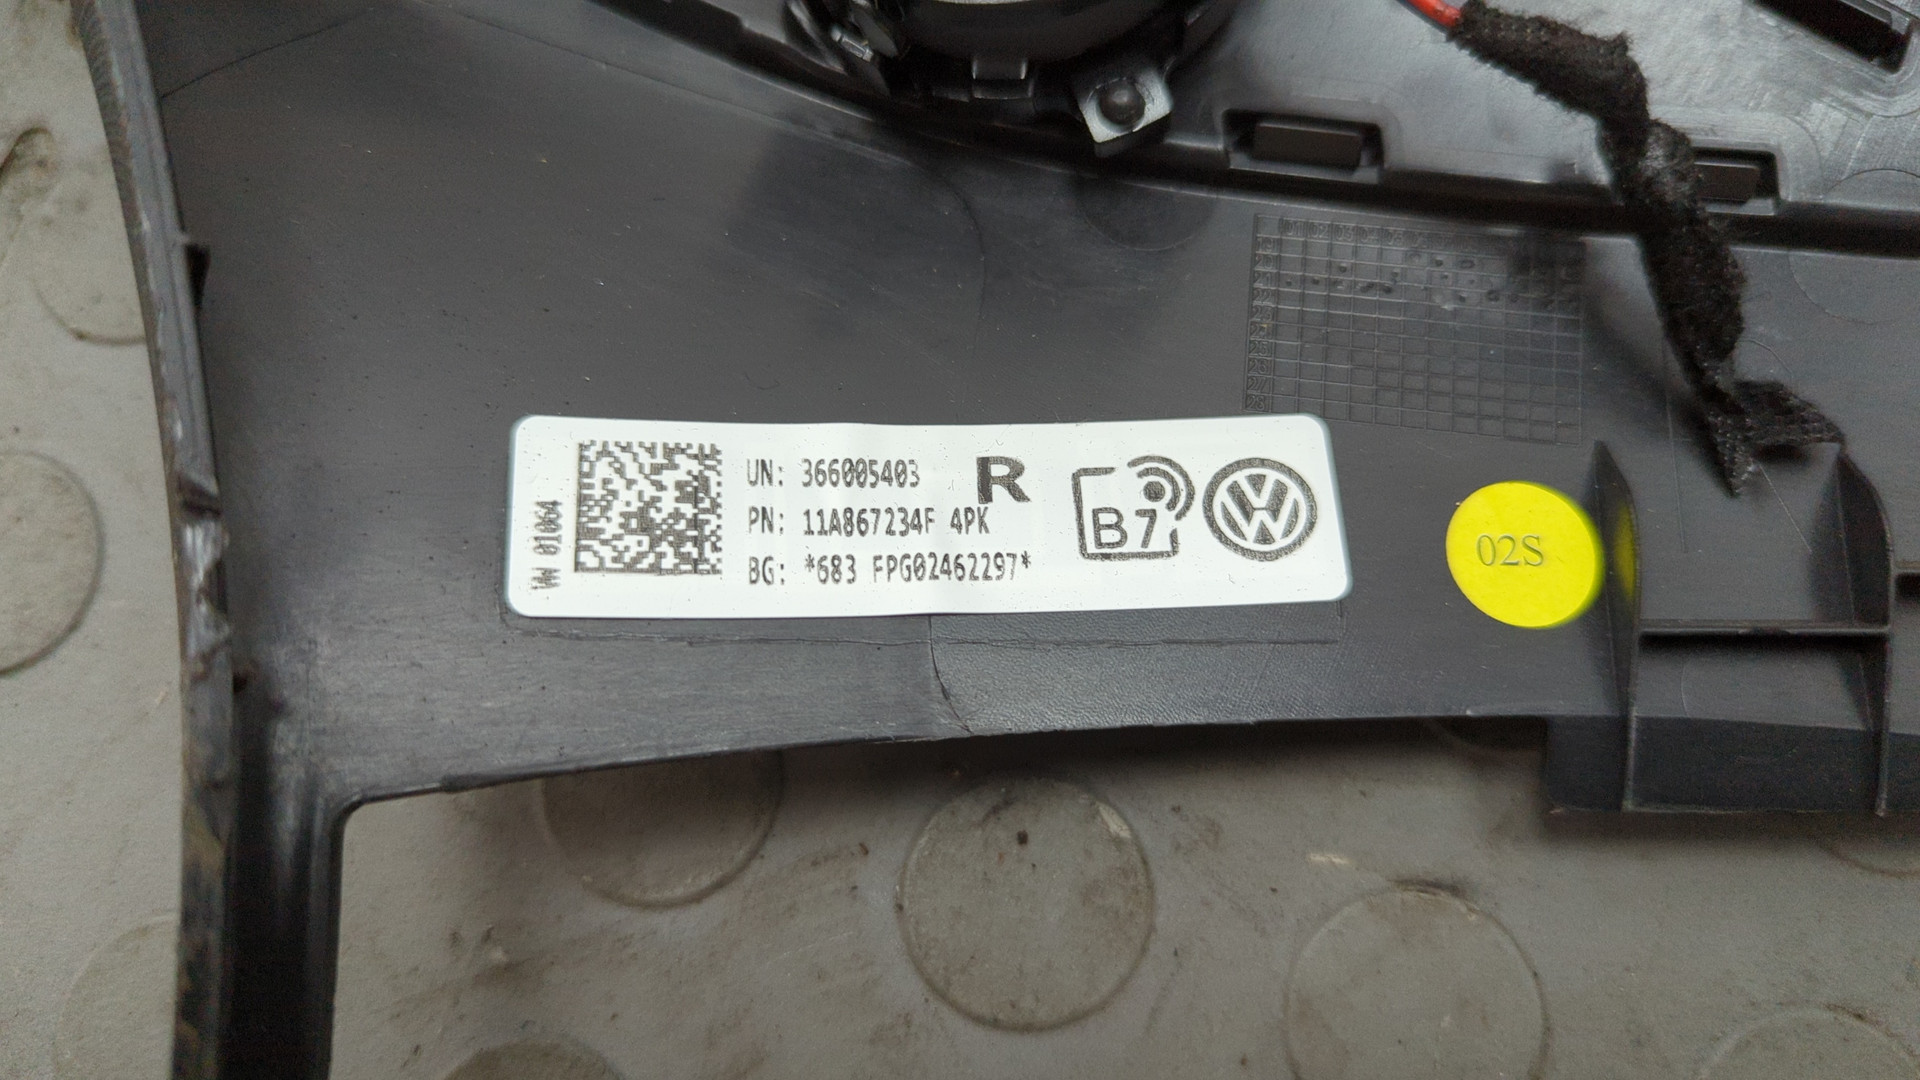 VW 01064
UN: 366005403
R
PN: 11A867234F 4PK
BG: *683 FPG02462297*
B7
02S